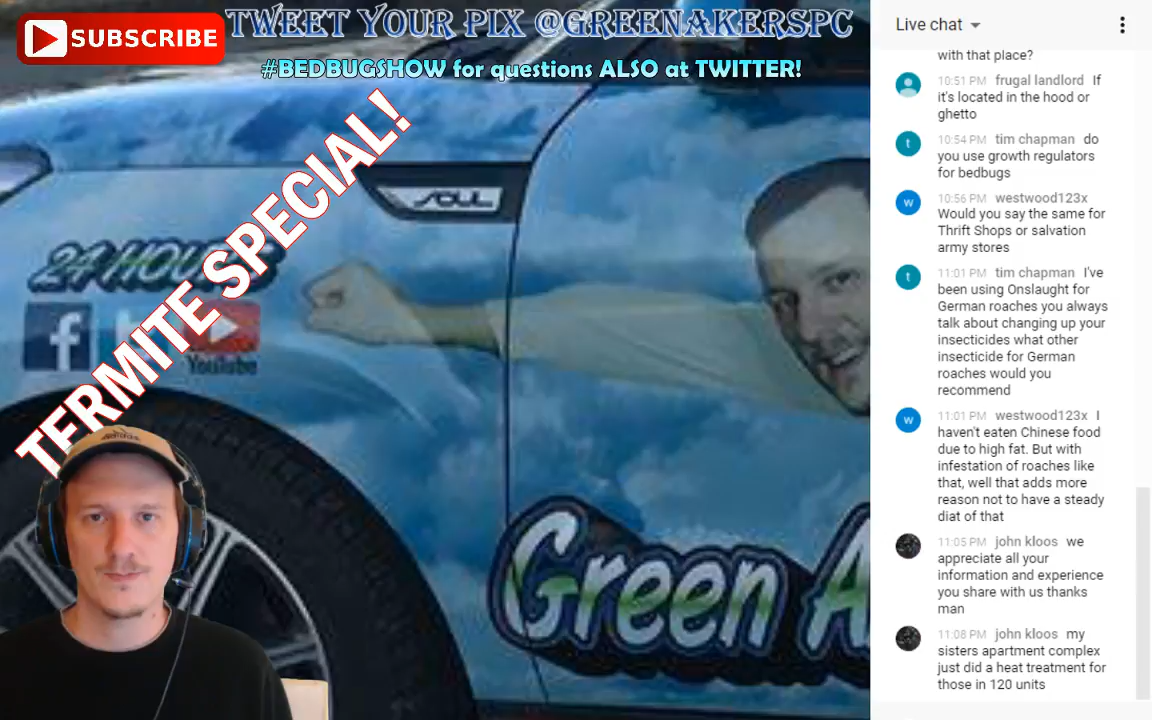 SUBSCRIBE
TWEET YOUR PIX @GREENAKERSPC
#BEDBUGSHOW for questions ALSO at TWITTER!
TERMITE SPECIAL!
SOUL
24 HOURS
f
Youtube
adidas
Green A
Live chat
with that place?
10:51 PM frugal landlord If
it's located in the hood or
ghetto
t
10:54 PM tim chapman do
you use growth regulators
for bedbugs
w
10:56 PM westwood123x
Would you say the same for
Thrift Shops or salvation
army stores
t
11:01 PM tim chapman I've
been using Onslaught for
German roaches you always
talk about changing up your
insecticides what other
insecticide for German
roaches would you
recommend
w
11:01 PM westwood123x I
haven't eaten Chinese food
due to high fat. But with
infestation of roaches like
that, well that adds more
reason not to have a steady
diat of that
11:05 PM john kloos we
appreciate all your
information and experience
you share with us thanks
man
11:08 PM john kloos my
sisters apartment complex
just did a heat treatment for
those in 120 units